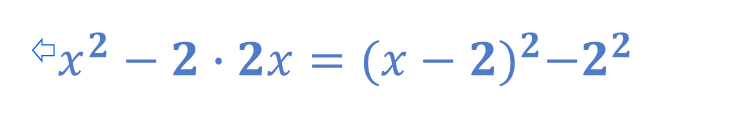 ⇦x² − 2 · 2x = (x − 2)²−2²